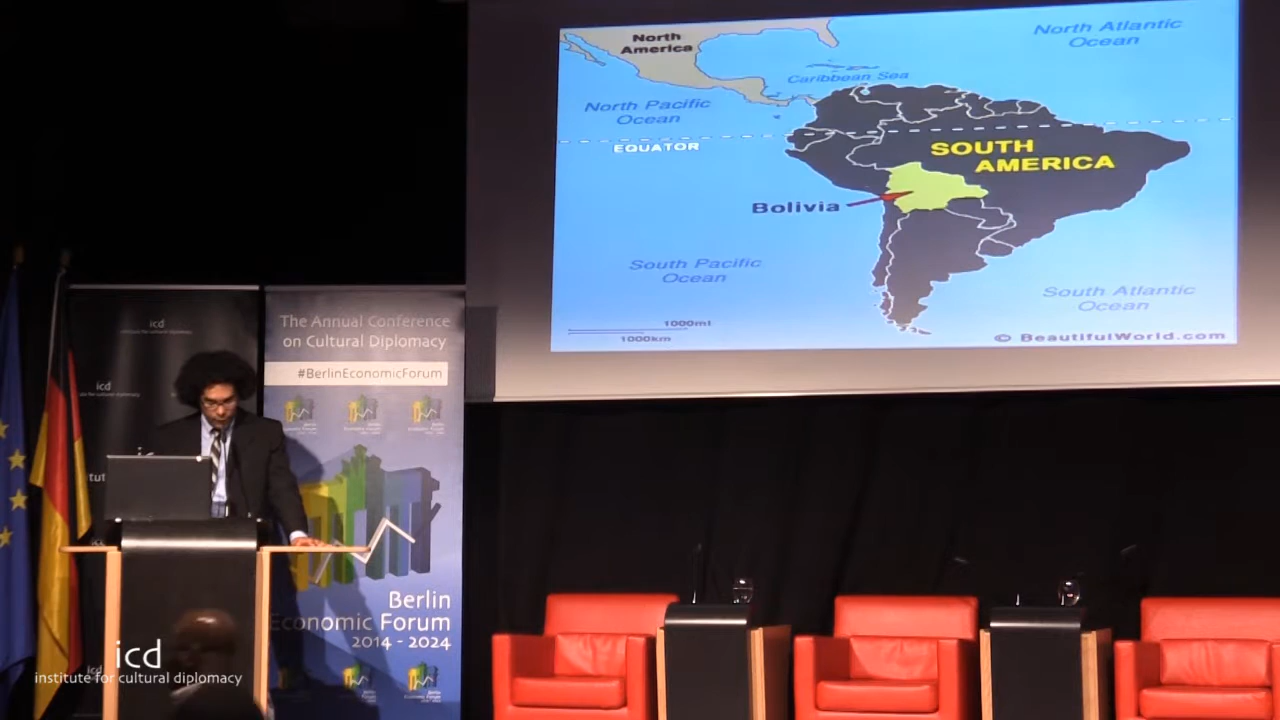 North
America
North Atlantic
Ocean
Caribbean Sea
North Pacific
Ocean
EQUATOR
SOUTH
AMERICA
Bolivia
South Pacific
Ocean
South Atlantic
Ocean
1000mi
1000km
© BeautifulWorld.com
icd
The Annual Conference
on Cultural Diplomacy
#BerlinEconomicForum
icd
Berlin
Economic Forum
2014 - 2024
icd
institute for cultural diplomacy